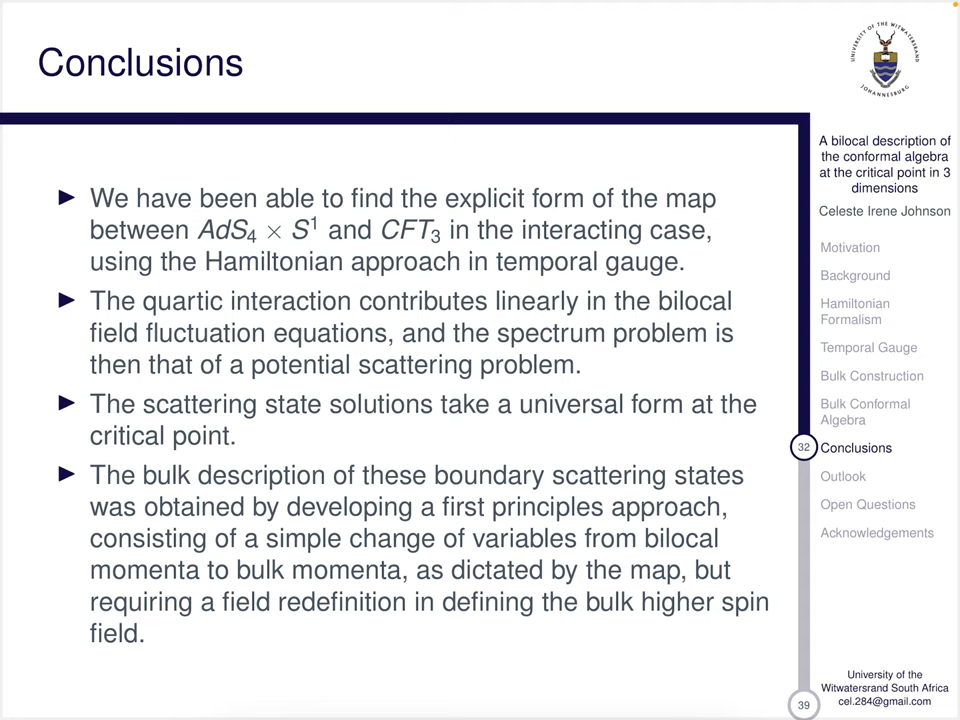 Conclusions
UNIVERSITY OF THE WITWATERSRAND
JOHANNESBURG
► We have been able to find the explicit form of the map
between AdS₄ × S¹ and CFT₃ in the interacting case,
using the Hamiltonian approach in temporal gauge.
► The quartic interaction contributes linearly in the bilocal
field fluctuation equations, and the spectrum problem is
then that of a potential scattering problem.
► The scattering state solutions take a universal form at the
critical point.
► The bulk description of these boundary scattering states
was obtained by developing a first principles approach,
consisting of a simple change of variables from bilocal
momenta to bulk momenta, as dictated by the map, but
requiring a field redefinition in defining the bulk higher spin
field.
A bilocal description of
the conformal algebra
at the critical point in 3
dimensions
Celeste Irene Johnson
Motivation
Background
Hamiltonian
Formalism
Temporal Gauge
Bulk Construction
Bulk Conformal
Algebra
32 Conclusions
Outlook
Open Questions
Acknowledgements
University of the
Witwatersrand South Africa
cel.284@gmail.com
39